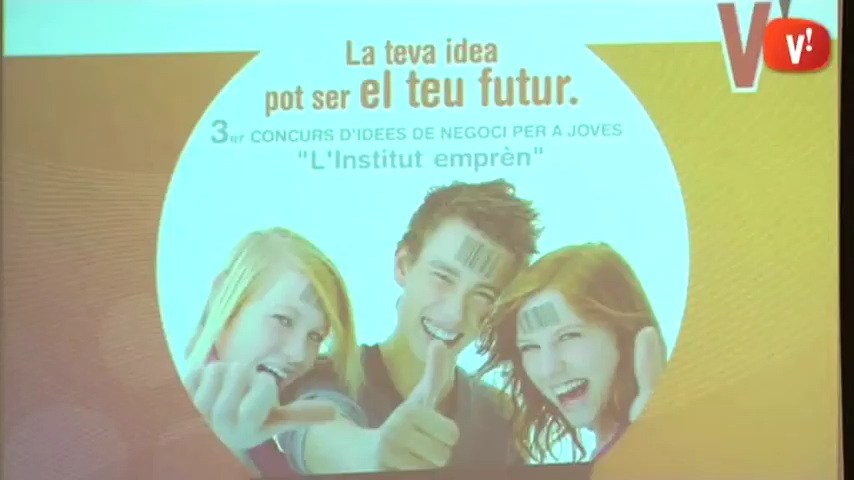 La teva idea
pot ser el teu futur.
3er CONCURS D'IDEES DE NEGOCI PER A JOVES
"L'Institut emprèn"
V!
V!